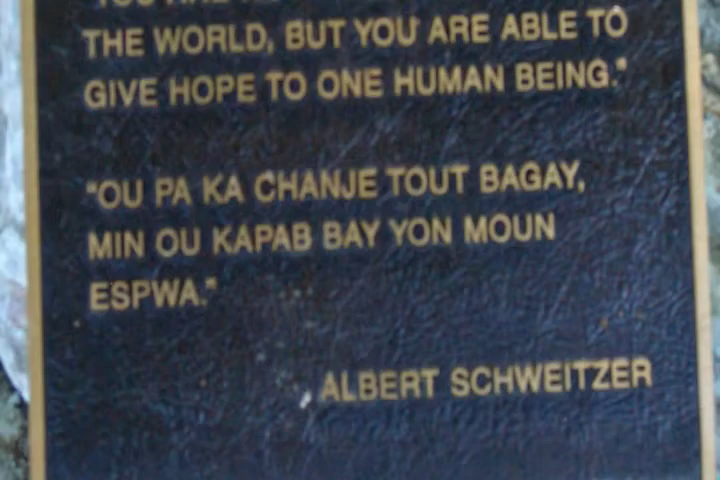 THE WORLD, BUT YOU ARE ABLE TO
GIVE HOPE TO ONE HUMAN BEING."
"OU PA KA CHANJE TOUT BAGAY,
MIN OU KAPAB BAY YON MOUN
ESPWA."
ALBERT SCHWEITZER